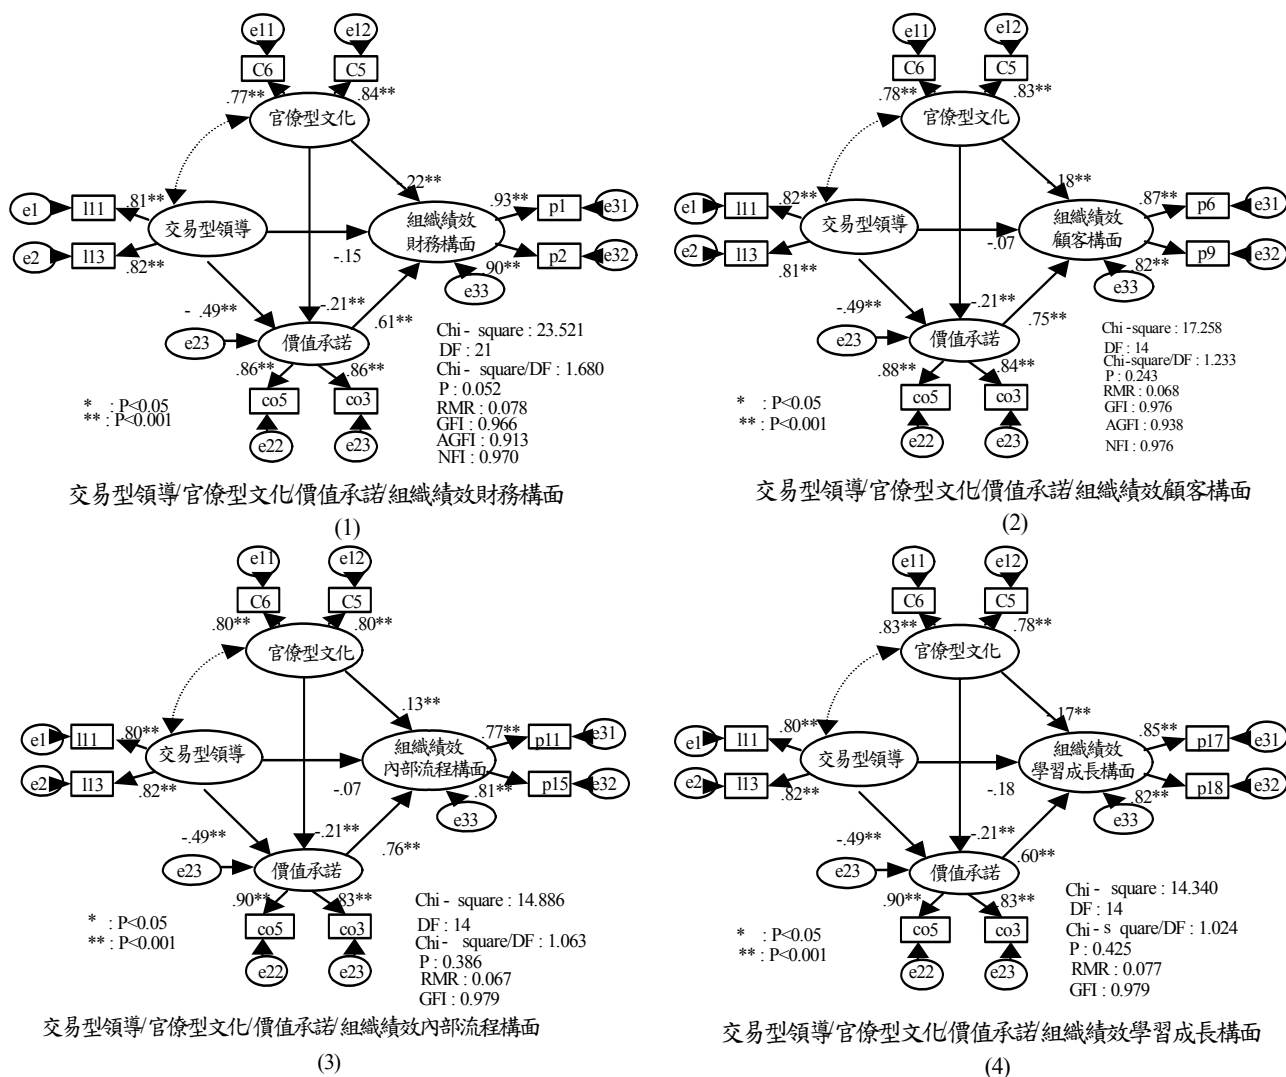 e11
e12
C6
C5
.77**
.84**
官僚型文化
.22**
.93**
e1
l11
.81**
p1
e31
組織績效
財務構面
交易型領導
e2
l13
.82**
-.15
.90**
p2
e32
e33
- .49**
-.21**
.61**
e23
價值承諾
.86**
.86**
co5
co3
e22
e23
* : P<0.05
** : P<0.001
Chi - square : 23.521
DF : 21
Chi - square/DF : 1.680
P : 0.052
RMR : 0.078
GFI : 0.966
AGFI : 0.913
NFI : 0.970
交易型領導/官僚型文化/價值承諾/組織績效財務構面
(1)
e11
e12
C6
C5
.78**
.83**
官僚型文化
-.18**
.87**
e1
l11
.82**
p6
e31
組織績效
顧客構面
交易型領導
e2
l13
.81**
-.07
.82**
p9
e32
e33
-.49**
-.21**
.75**
e23
價值承諾
.88**
.84**
co5
co3
e22
e23
* : P<0.05
** : P<0.001
Chi -square : 17.258
DF : 14
Chi-square/DF : 1.233
P : 0.243
RMR : 0.068
GFI : 0.976
AGFI : 0.938
NFI : 0.976
交易型領導/官僚型文化/價值承諾/組織績效顧客構面
(2)
e11
e12
C6
C5
.80**
.80**
官僚型文化
.13**
.77**
e1
l11
.80**
p11
e31
組織績效
內部流程構面
交易型領導
e2
l13
.82**
-.07
.81**
p15
e32
e33
-.49**
-.21**
.76**
e23
價值承諾
.90**
.83**
co5
co3
e22
e23
* : P<0.05
** : P<0.001
Chi - square : 14.886
DF : 14
Chi - square/DF : 1.063
P : 0.386
RMR : 0.067
GFI : 0.979
交易型領導/官僚型文化/價值承諾/組織績效內部流程構面
(3)
e11
e12
C6
C5
.83**
.78**
官僚型文化
-.17**
.85**
e1
l11
.80**
p17
e31
組織績效
學習成長構面
交易型領導
e2
l13
.82**
-.18
.82**
p18
e32
e33
-.49**
-.21**
.60**
e23
價值承諾
.90**
.83**
co5
co3
e22
e23
* : P<0.05
** : P<0.001
Chi - square : 14.340
DF : 14
Chi-s quare/DF : 1.024
P : 0.425
RMR : 0.077
GFI : 0.979
交易型領導/官僚型文化/價值承諾/組織績效學習成長構面
(4)